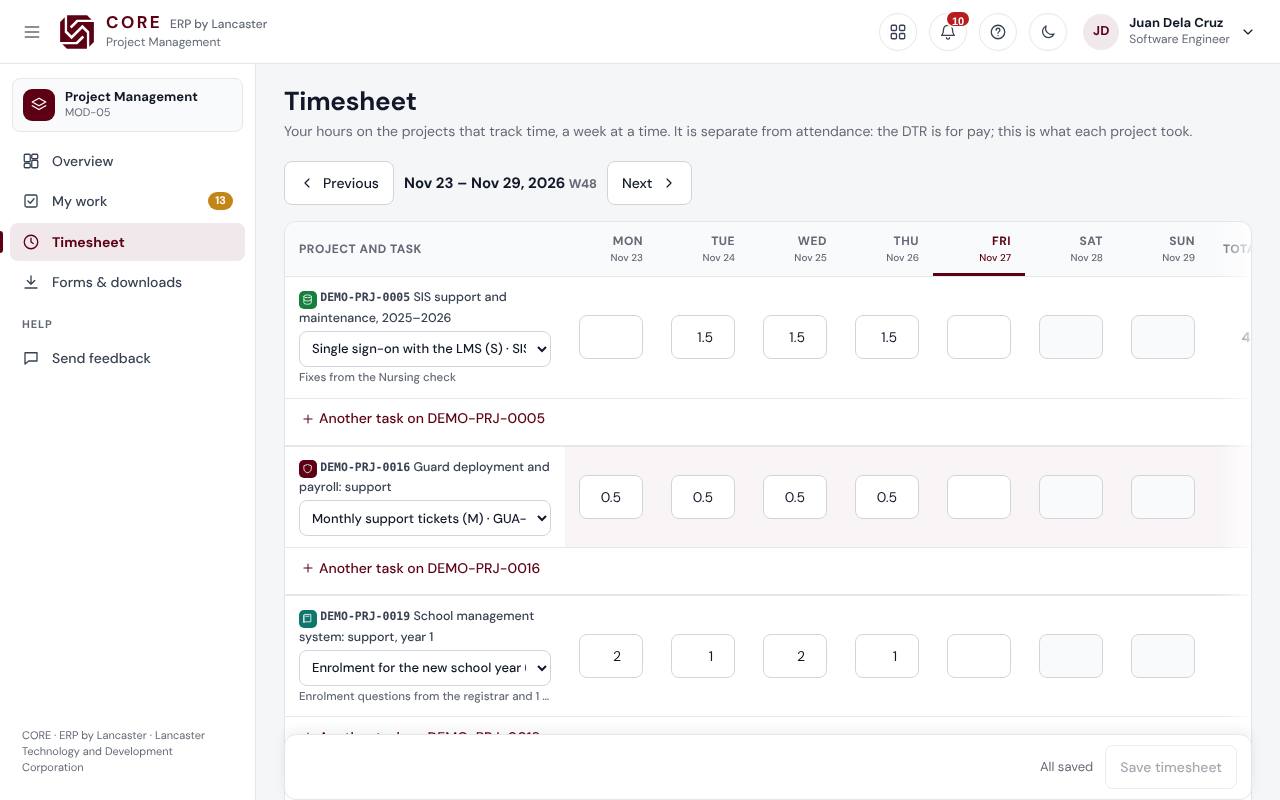 CORE ERP by Lancaster
Project Management
10
JD
Juan Dela Cruz
Software Engineer
Project Management
MOD-05
Overview
My work 13
Timesheet
Forms & downloads
HELP
Send feedback
CORE · ERP by Lancaster · Lancaster
Technology and Development
Corporation
Timesheet
Your hours on the projects that track time, a week at a time. It is separate from attendance: the DTR is for pay; this is what each project took.
Previous Nov 23 – Nov 29, 2026 W48 Next
PROJECT AND TASK MON TUE WED THU FRI SAT SUN
Nov 23 Nov 24 Nov 25 Nov 26 Nov 27 Nov 28 Nov 29
DEMO-PRJ-0005 SIS support and
maintenance, 2025–2026
Single sign-on with the LMS (S) · SIS 1.5 1.5 1.5
Fixes from the Nursing check
+ Another task on DEMO-PRJ-0005
DEMO-PRJ-0016 Guard deployment and
payroll: support
Monthly support tickets (M) · GUA- 0.5 0.5 0.5 0.5
+ Another task on DEMO-PRJ-0016
DEMO-PRJ-0019 School management
system: support, year 1
Enrolment for the new school year 2 1 2 1
Enrolment questions from the registrar and 1 …
All saved Save timesheet